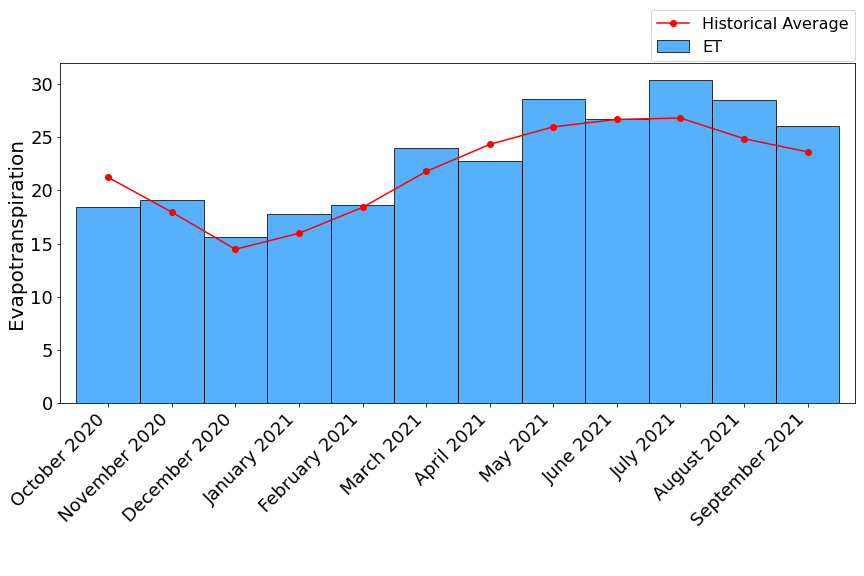 Historical Average
ET
Evapotranspiration
30
25
20
15
10
5
0
October 2020
November 2020
December 2020
January 2021
February 2021
March 2021
April 2021
May 2021
June 2021
July 2021
August 2021
September 2021